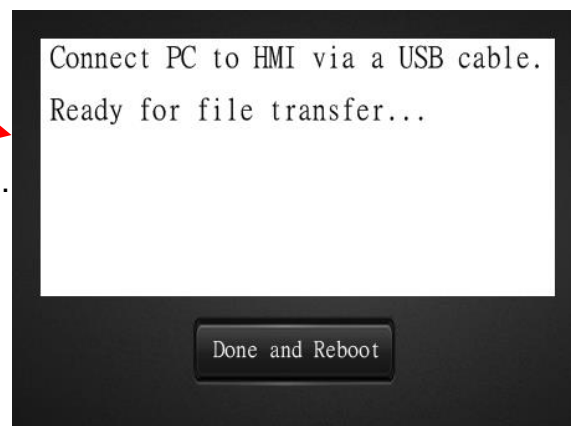 Connect PC to HMI via a USB cable.
Ready for file transfer...
.
Done and Reboot